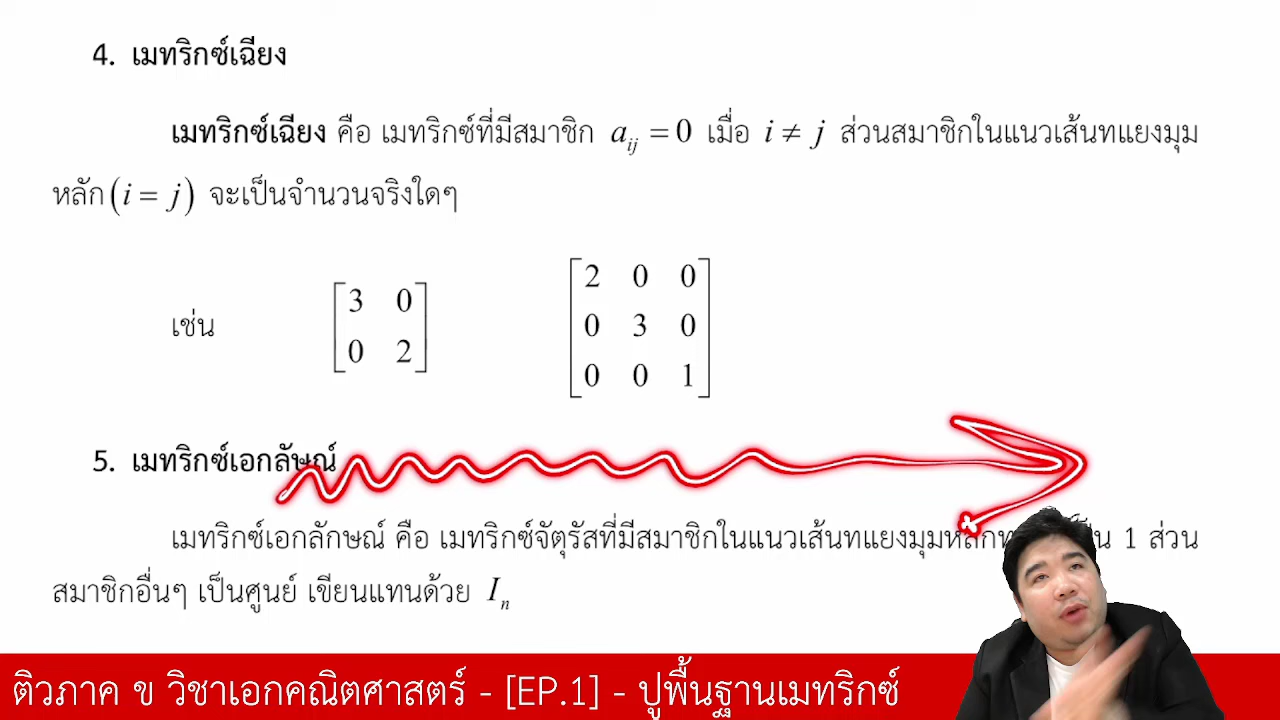 4. เมทริกซ์เฉียง
เมทริกซ์เฉียง คือ เมทริกซ์ที่มีสมาชิก a_{ij} = 0 เมื่อ i ≠ j ส่วนสมาชิกในแนวเส้นทแยงมุม
หลัก (i = j) จะเป็นจำนวนจริงใดๆ
เช่น [3 0; 0 2] [2 0 0; 0 3 0; 0 0 1]
5. เมทริกซ์เอกลัษณ์
เมทริกซ์เอกลักษณ์ คือ เมทริกซ์จัตุรัสที่มีสมาชิกในแนวเส้นทแยงมุมหลัก 1 ส่วน
สมาชิกอื่นๆ เป็นศูนย์ เขียนแทนด้วย I_n
ติวภาค ข วิชาเอกคณิตศาสตร์ - [EP.1] - ปูพื้นฐานเมทริกซ์